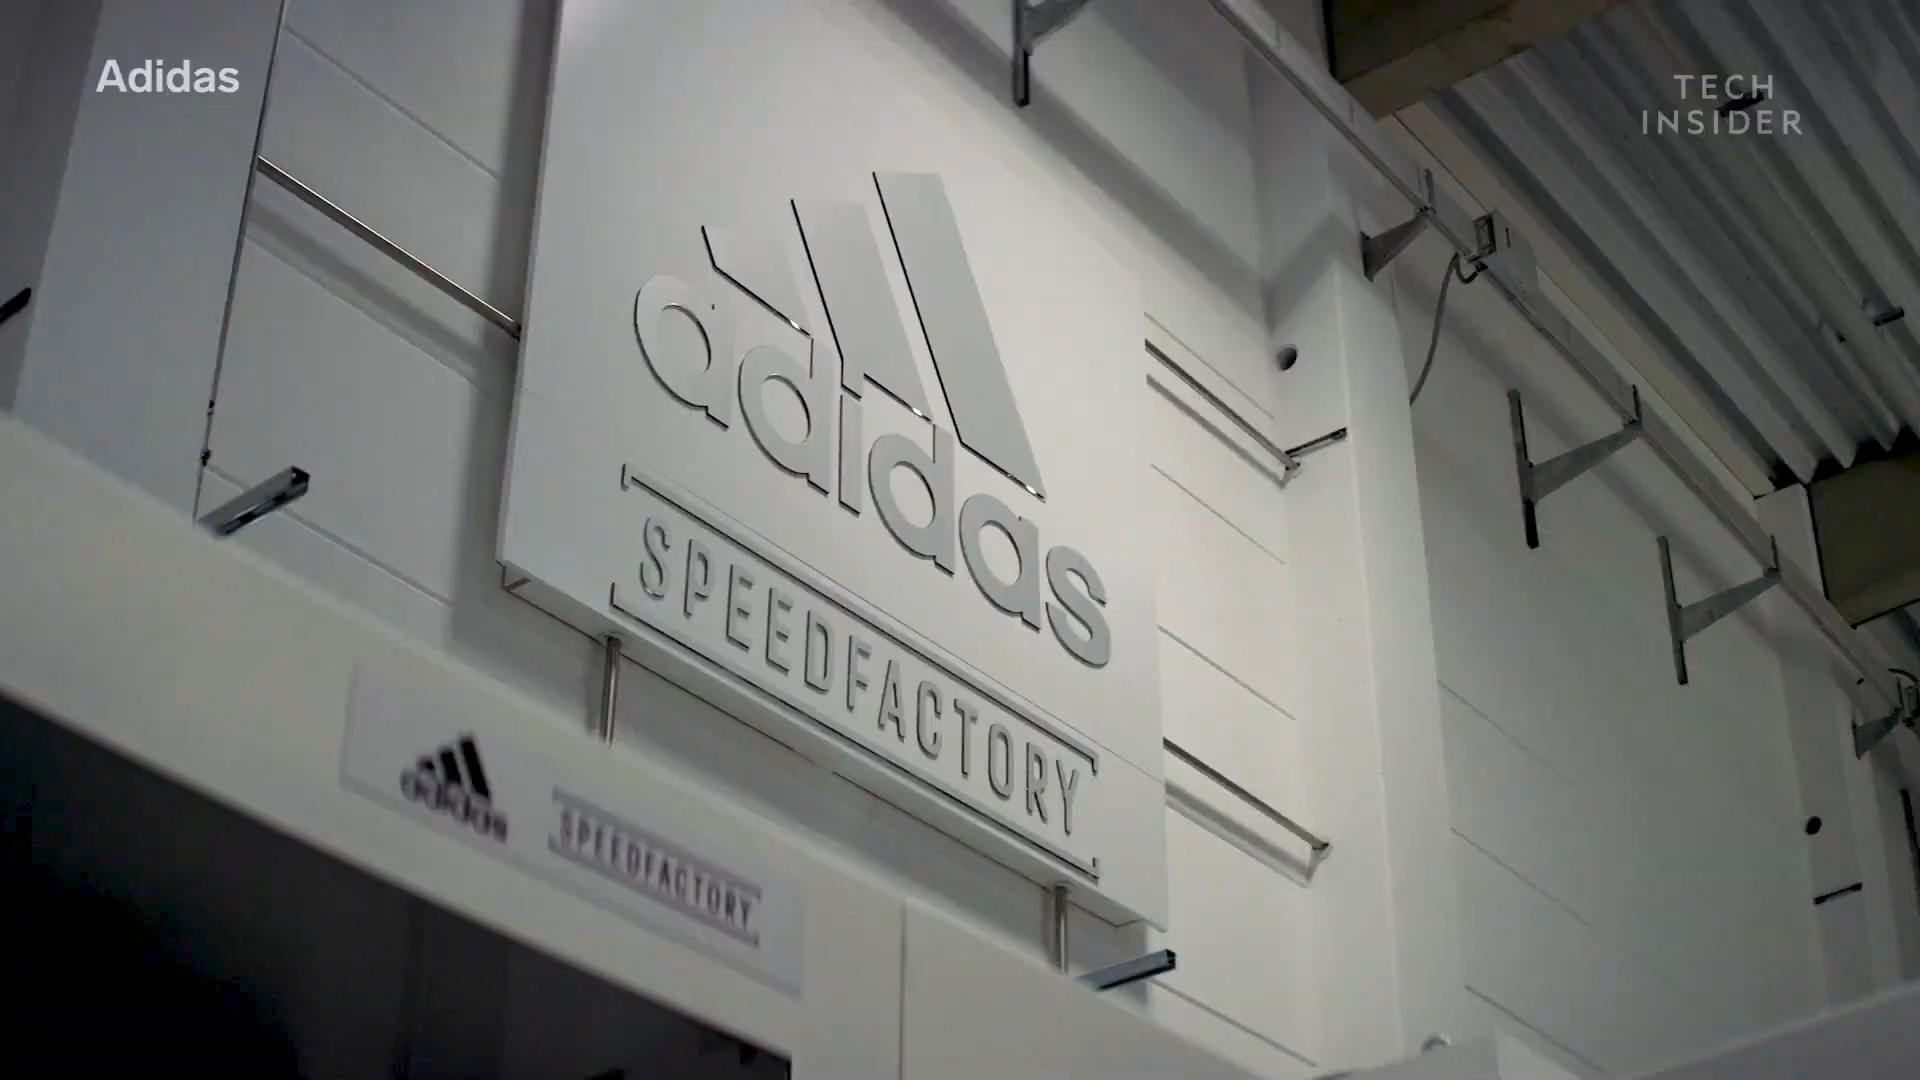 Adidas
TECH
INSIDER
adidas
SPEEDFACTORY
adidas
SPEEDFACTORY